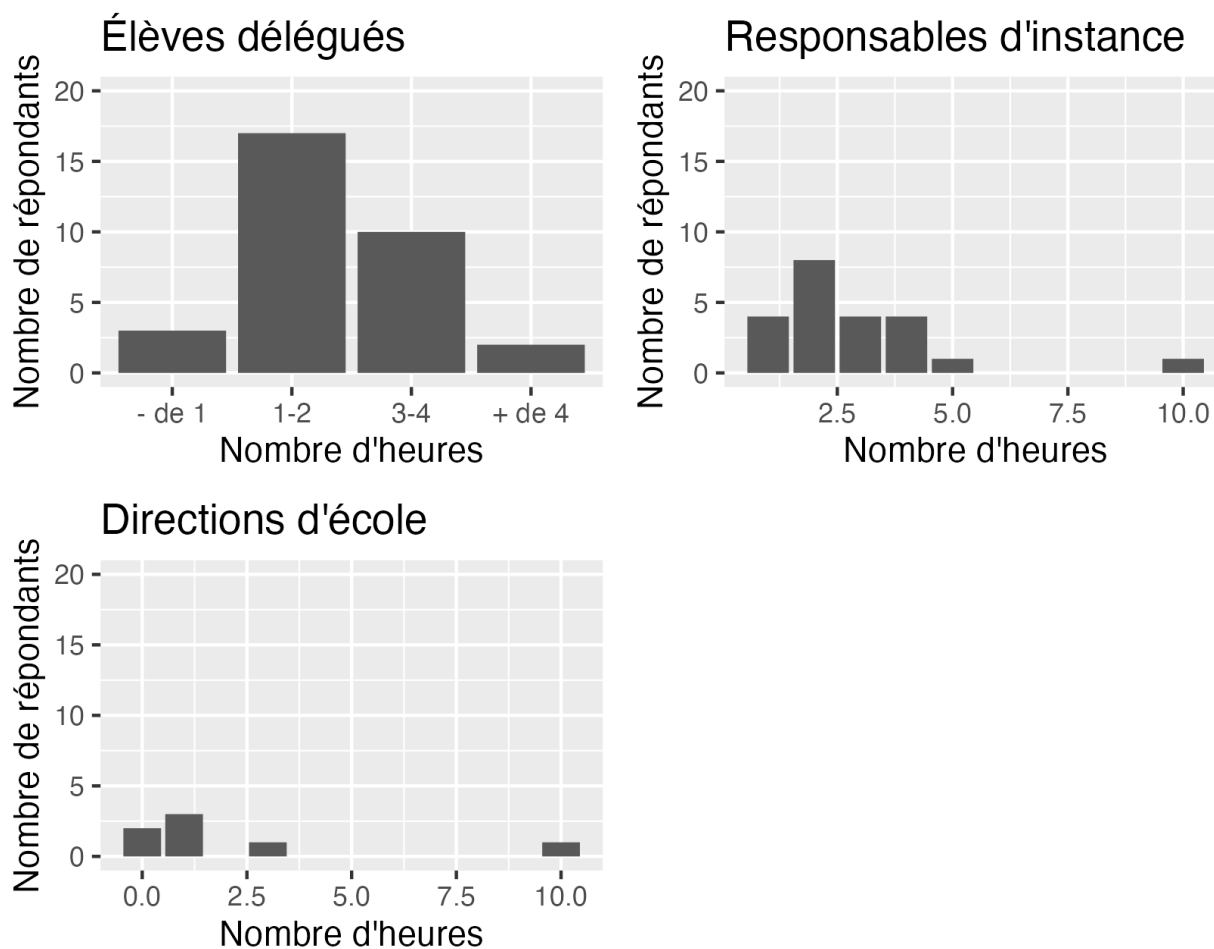 Élèves délégués
Nombre de répondants
20
15
10
5
0
- de 1 1-2 3-4 + de 4
Nombre d'heures
Responsables d'instance
Nombre de répondants
20
15
10
5
0
2.5 5.0 7.5 10.0
Nombre d'heures
Directions d'école
Nombre de répondants
20
15
10
5
0
0.0 2.5 5.0 7.5 10.0
Nombre d'heures